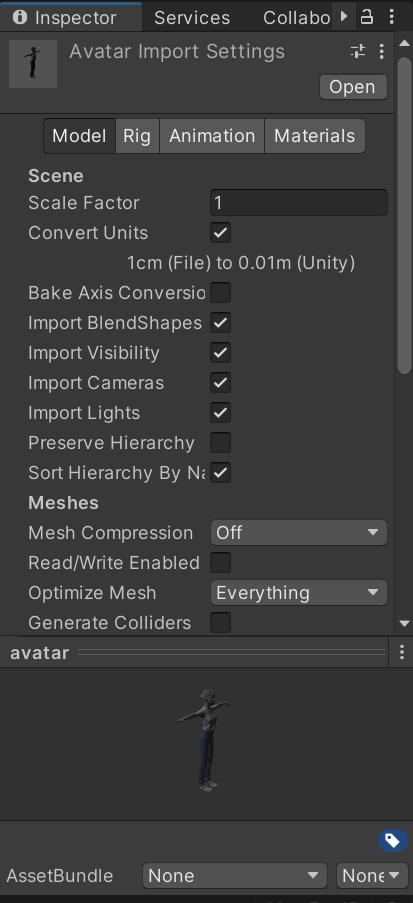 Inspector Services Collabo
Avatar Import Settings
Open
Model Rig Animation Materials
Scene
Scale Factor 1
Convert Units
1cm (File) to 0.01m (Unity)
Bake Axis Conversio
Import BlendShapes
Import Visibility
Import Cameras
Import Lights
Preserve Hierarchy
Sort Hierarchy By Na
Meshes
Mesh Compression Off
Read/Write Enabled
Optimize Mesh Everything
Generate Colliders
avatar
AssetBundle None None